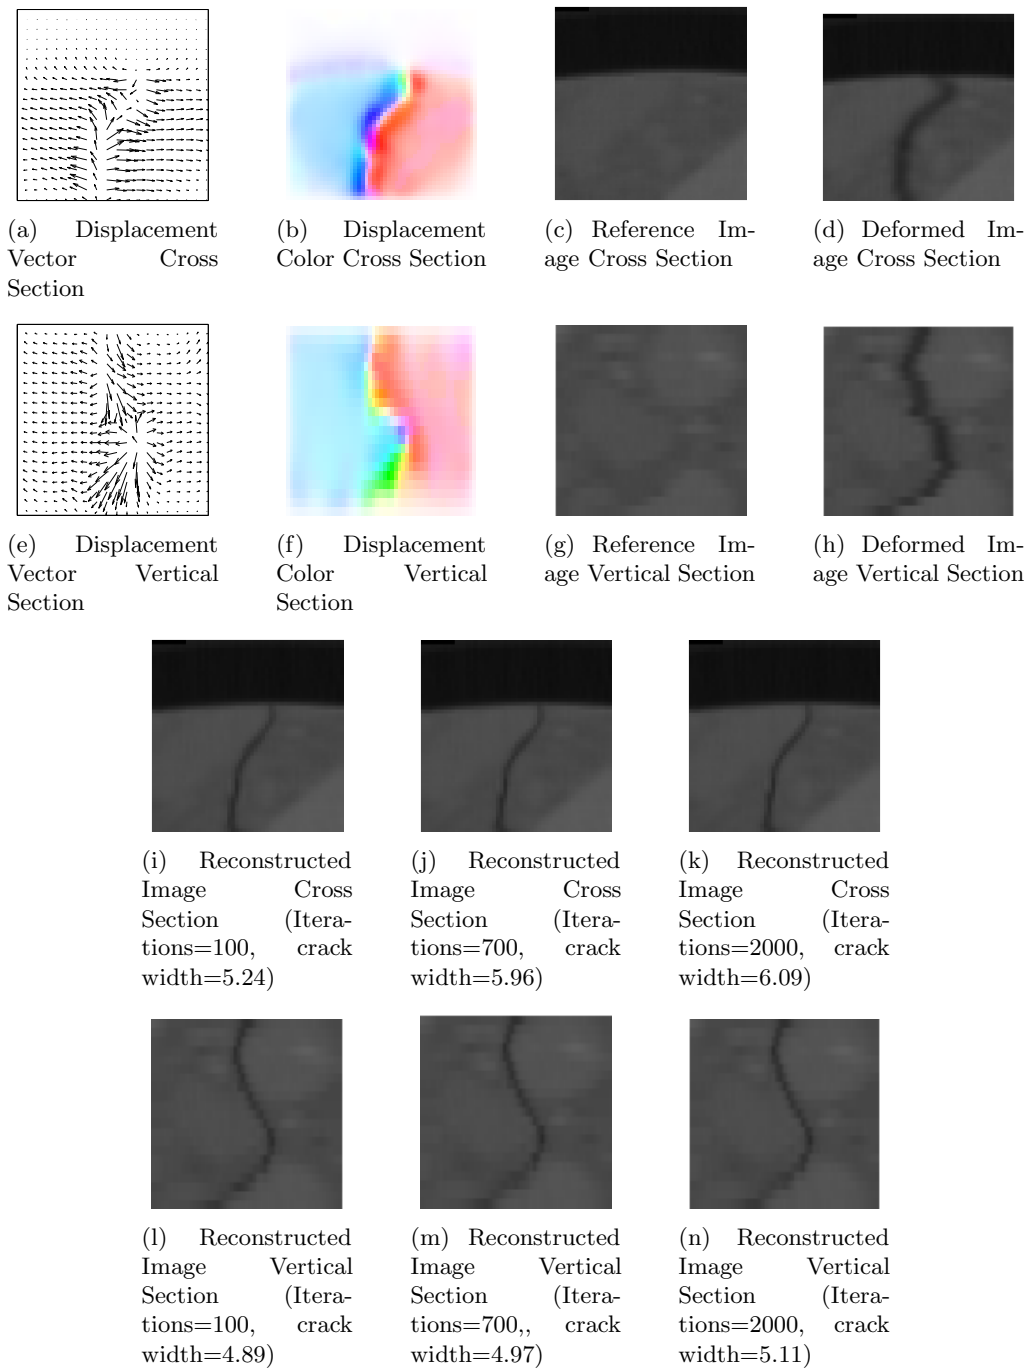 (a) Displacement
Vector Cross
Section
(b) Displacement
Color Cross Section
(c) Reference Im-
age Cross Section
(d) Deformed Im-
age Cross Section
(e) Displacement
Vector Vertical
Section
(f) Displacement
Color Vertical
Section
(g) Reference Im-
age Vertical Section
(h) Deformed Im-
age Vertical Section
(i) Reconstructed
Image Cross
Section (Itera-
tions=100, crack
width=5.24)
(j) Reconstructed
Image Cross
Section (Itera-
tions=700, crack
width=5.96)
(k) Reconstructed
Image Cross
Section (Itera-
tions=2000, crack
width=6.09)
(l) Reconstructed
Image Vertical
Section (Itera-
tions=100, crack
width=4.89)
(m) Reconstructed
Image Vertical
Section (Itera-
tions=700,, crack
width=4.97)
(n) Reconstructed
Image Vertical
Section (Itera-
tions=2000, crack
width=5.11)